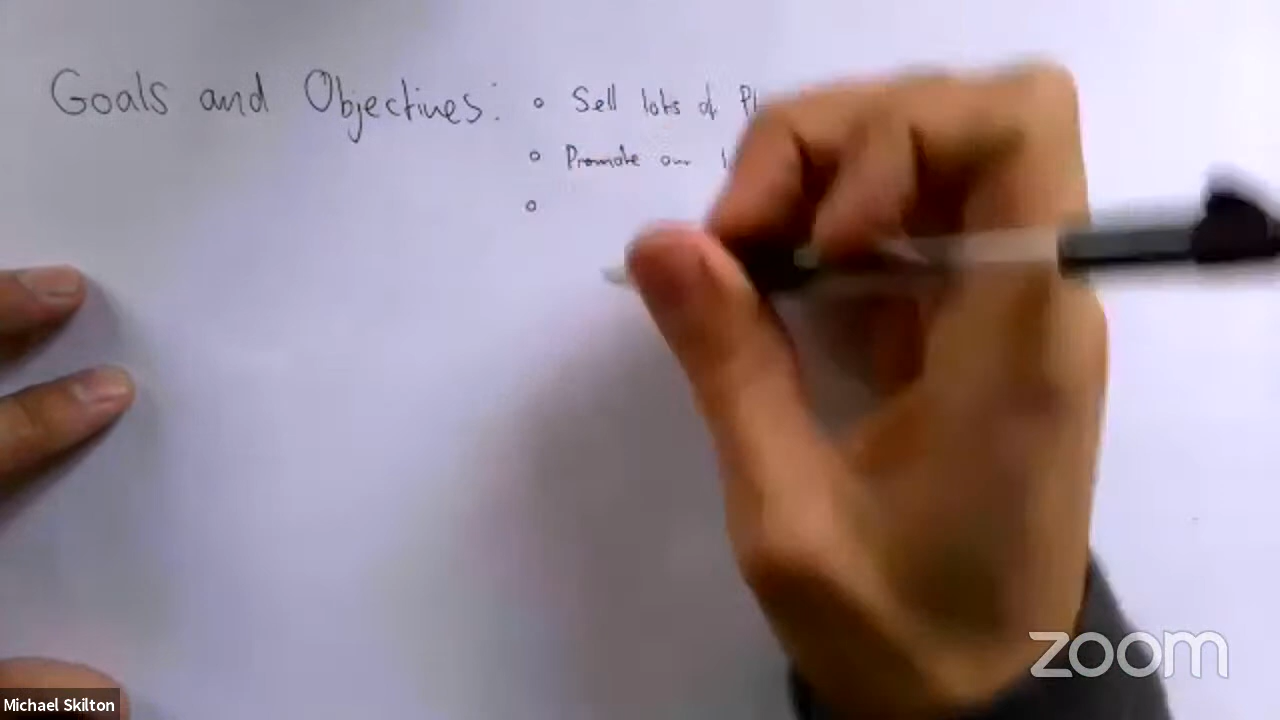 Goals and Objectives: ○ Sell lots of
○ Promote our
○
zoom
Michael Skilton